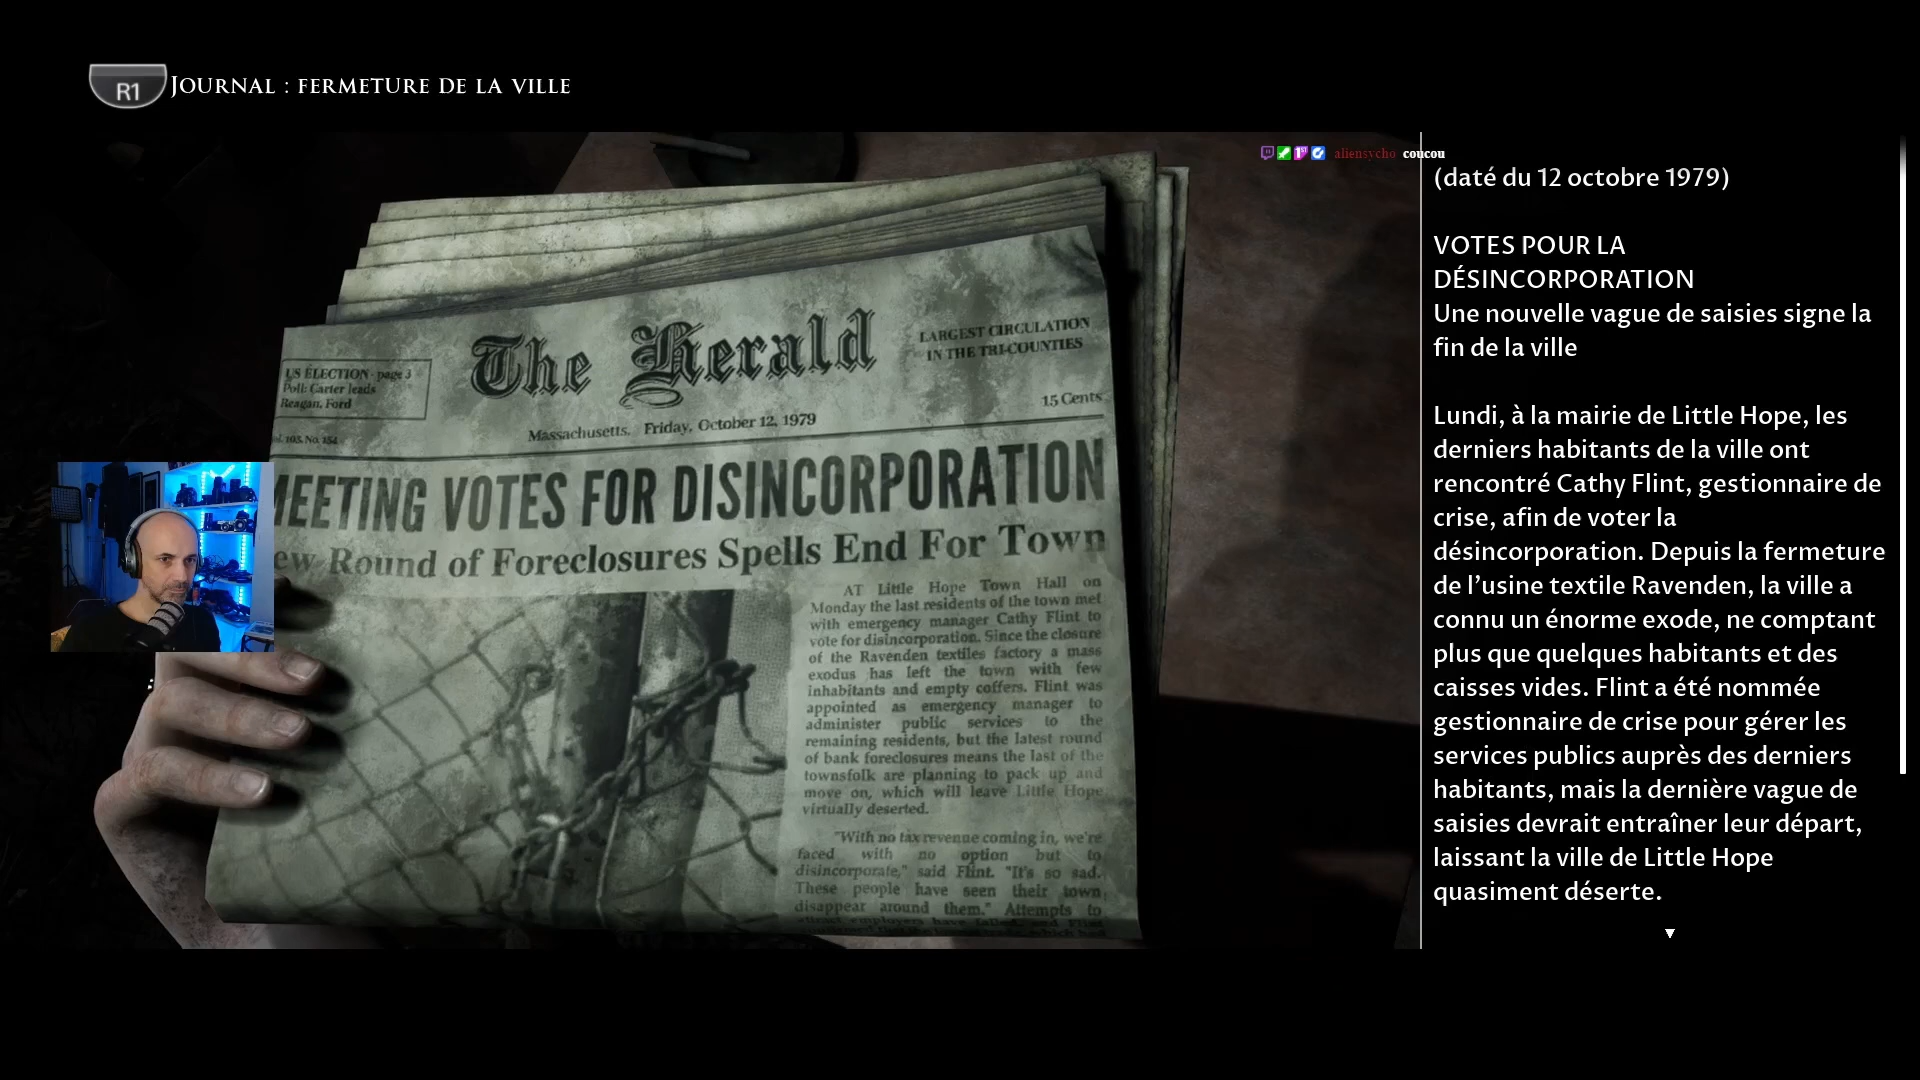 R1 JOURNAL : FERMETURE DE LA VILLE
aliensycho coucou
(daté du 12 octobre 1979)
VOTES POUR LA
DÉSINCORPORATION
Une nouvelle vague de saisies signe la
fin de la ville
Lundi, à la mairie de Little Hope, les
derniers habitants de la ville ont
rencontré Cathy Flint, gestionnaire de
crise, afin de voter la
désincorporation. Depuis la fermeture
de l'usine textile Ravenden, la ville a
connu un énorme exode, ne comptant
plus que quelques habitants et des
caisses vides. Flint a été nommée
gestionnaire de crise pour gérer les
services publics auprès des derniers
habitants, mais la dernière vague de
saisies devrait entraîner leur départ,
laissant la ville de Little Hope
quasiment déserte.
US ELECTION - page 3
Poll: Carter leads
Reagan, Ford
The Herald
LARGEST CIRCULATION
IN THE TRI-COUNTIES
15 Cents
Vol. 103, No. 154
Massachusetts, Friday, October 12, 1979
MEETING VOTES FOR DISINCORPORATION
ew Round of Foreclosures Spells End For Town
AT Little Hope Town Hall on
Monday the last residents of the town met
with emergency manager Cathy Flint to
vote for disincorporation. Since the closure
of the Ravenden textiles factory a mass
exodus has left the town with few
inhabitants and empty coffers. Flint was
appointed as emergency manager to
administer public services to the
remaining residents, but the latest round
of bank foreclosures means the last of the
townsfolk are planning to pack up and
move on, which will leave Little Hope
virtually deserted.
"With no tax revenue coming in, we're
faced with no option but to
disincorporate," said Flint. "It's so sad.
These people have seen their town
disappear around them." Attempts to
attract employers have failed, and Flint